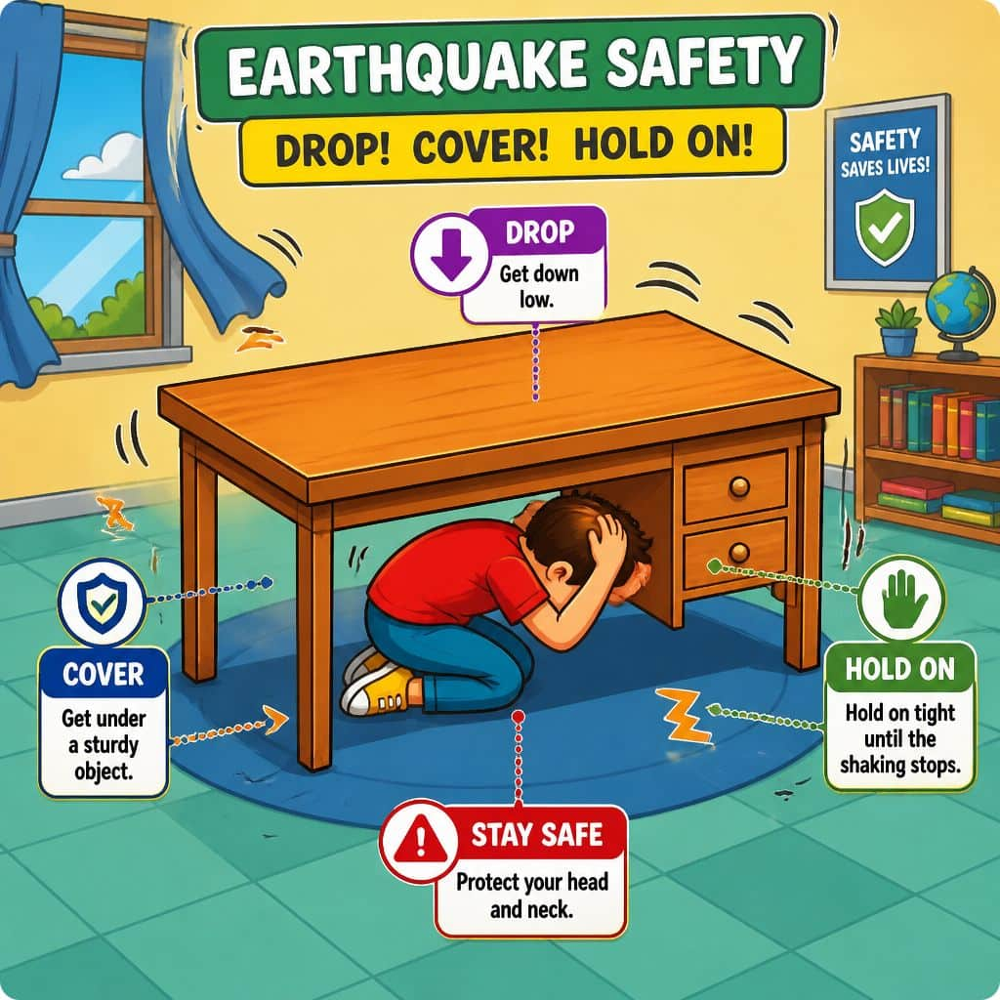 EARTHQUAKE SAFETY
DROP! COVER! HOLD ON!
SAFETY
SAVES LIVES!
DROP
Get down
low.
COVER
Get under
a sturdy
object.
HOLD ON
Hold on tight
until the
shaking stops.
STAY SAFE
Protect your head
and neck.